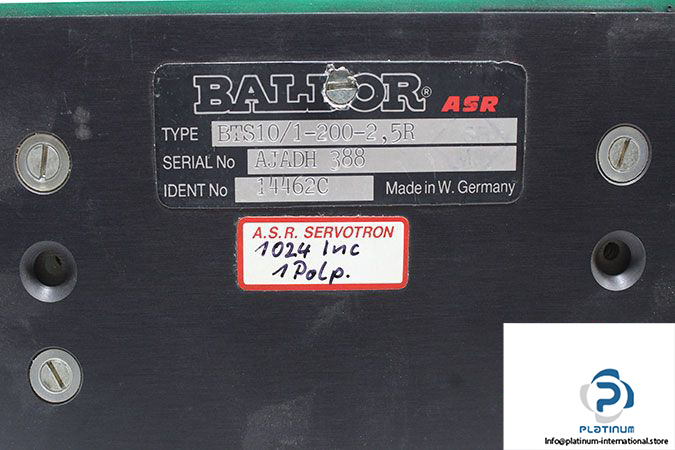 BALDOR® ASR
TYPE BTS10/1-200-2,5R
SERIAL No AJADH 388
IDENT No 14462C Made in W. Germany
A.S.R. SERVOTRON
1024 Inc
1 Polp.
PLATINUM
Info@platinum-international.store